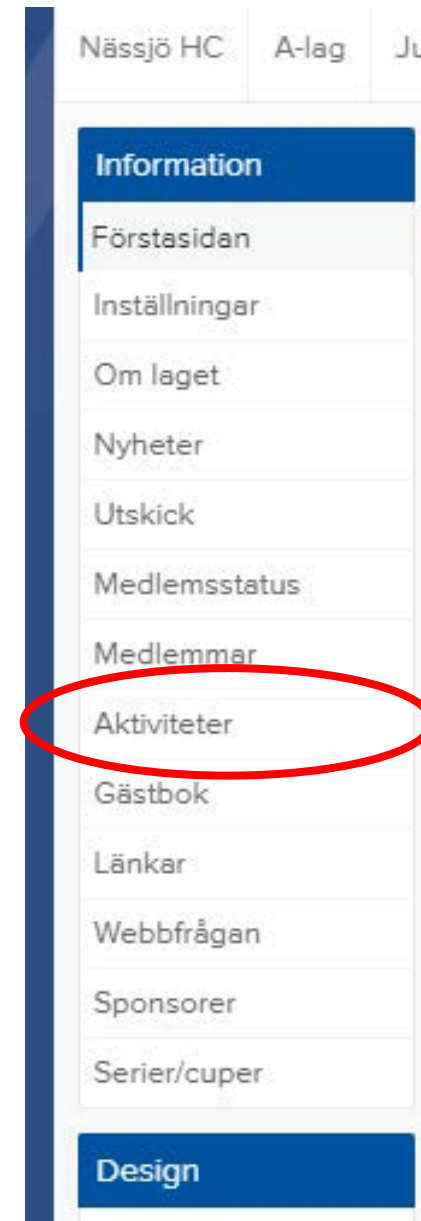 Nässjö HC A-lag
Information
Förstasidan
Inställningar
Om laget
Nyheter
Utskick
Medlemsstatus
Medlemmar
Aktiviteter
Gästbok
Länkar
Webbfrågan
Sponsorer
Serier/cuper
Design